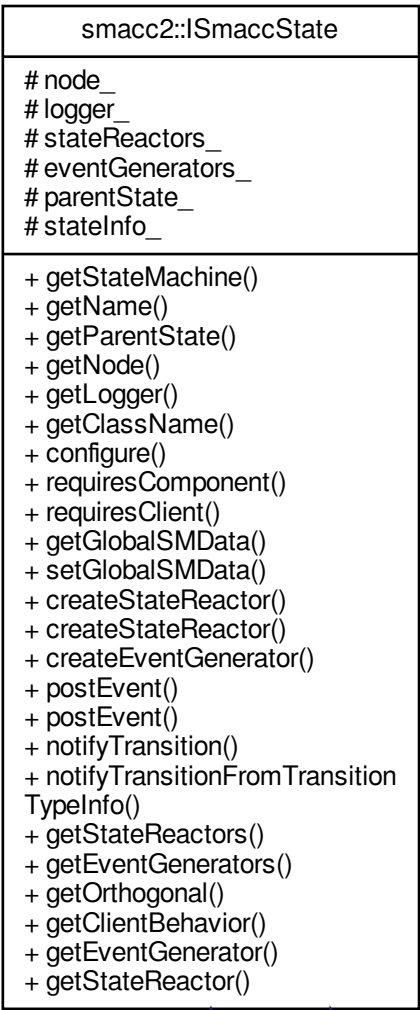 smacc2::ISmaccState
# node_
# logger_
# stateReactors_
# eventGenerators_
# parentState_
# stateInfo_
+ getStateMachine()
+ getName()
+ getParentState()
+ getNode()
+ getLogger()
+ getClassName()
+ configure()
+ requiresComponent()
+ requiresClient()
+ getGlobalSMData()
+ setGlobalSMData()
+ createStateReactor()
+ createStateReactor()
+ createEventGenerator()
+ postEvent()
+ postEvent()
+ notifyTransition()
+ notifyTransitionFromTransition
TypeInfo()
+ getStateReactors()
+ getEventGenerators()
+ getOrthogonal()
+ getClientBehavior()
+ getEventGenerator()
+ getStateReactor()